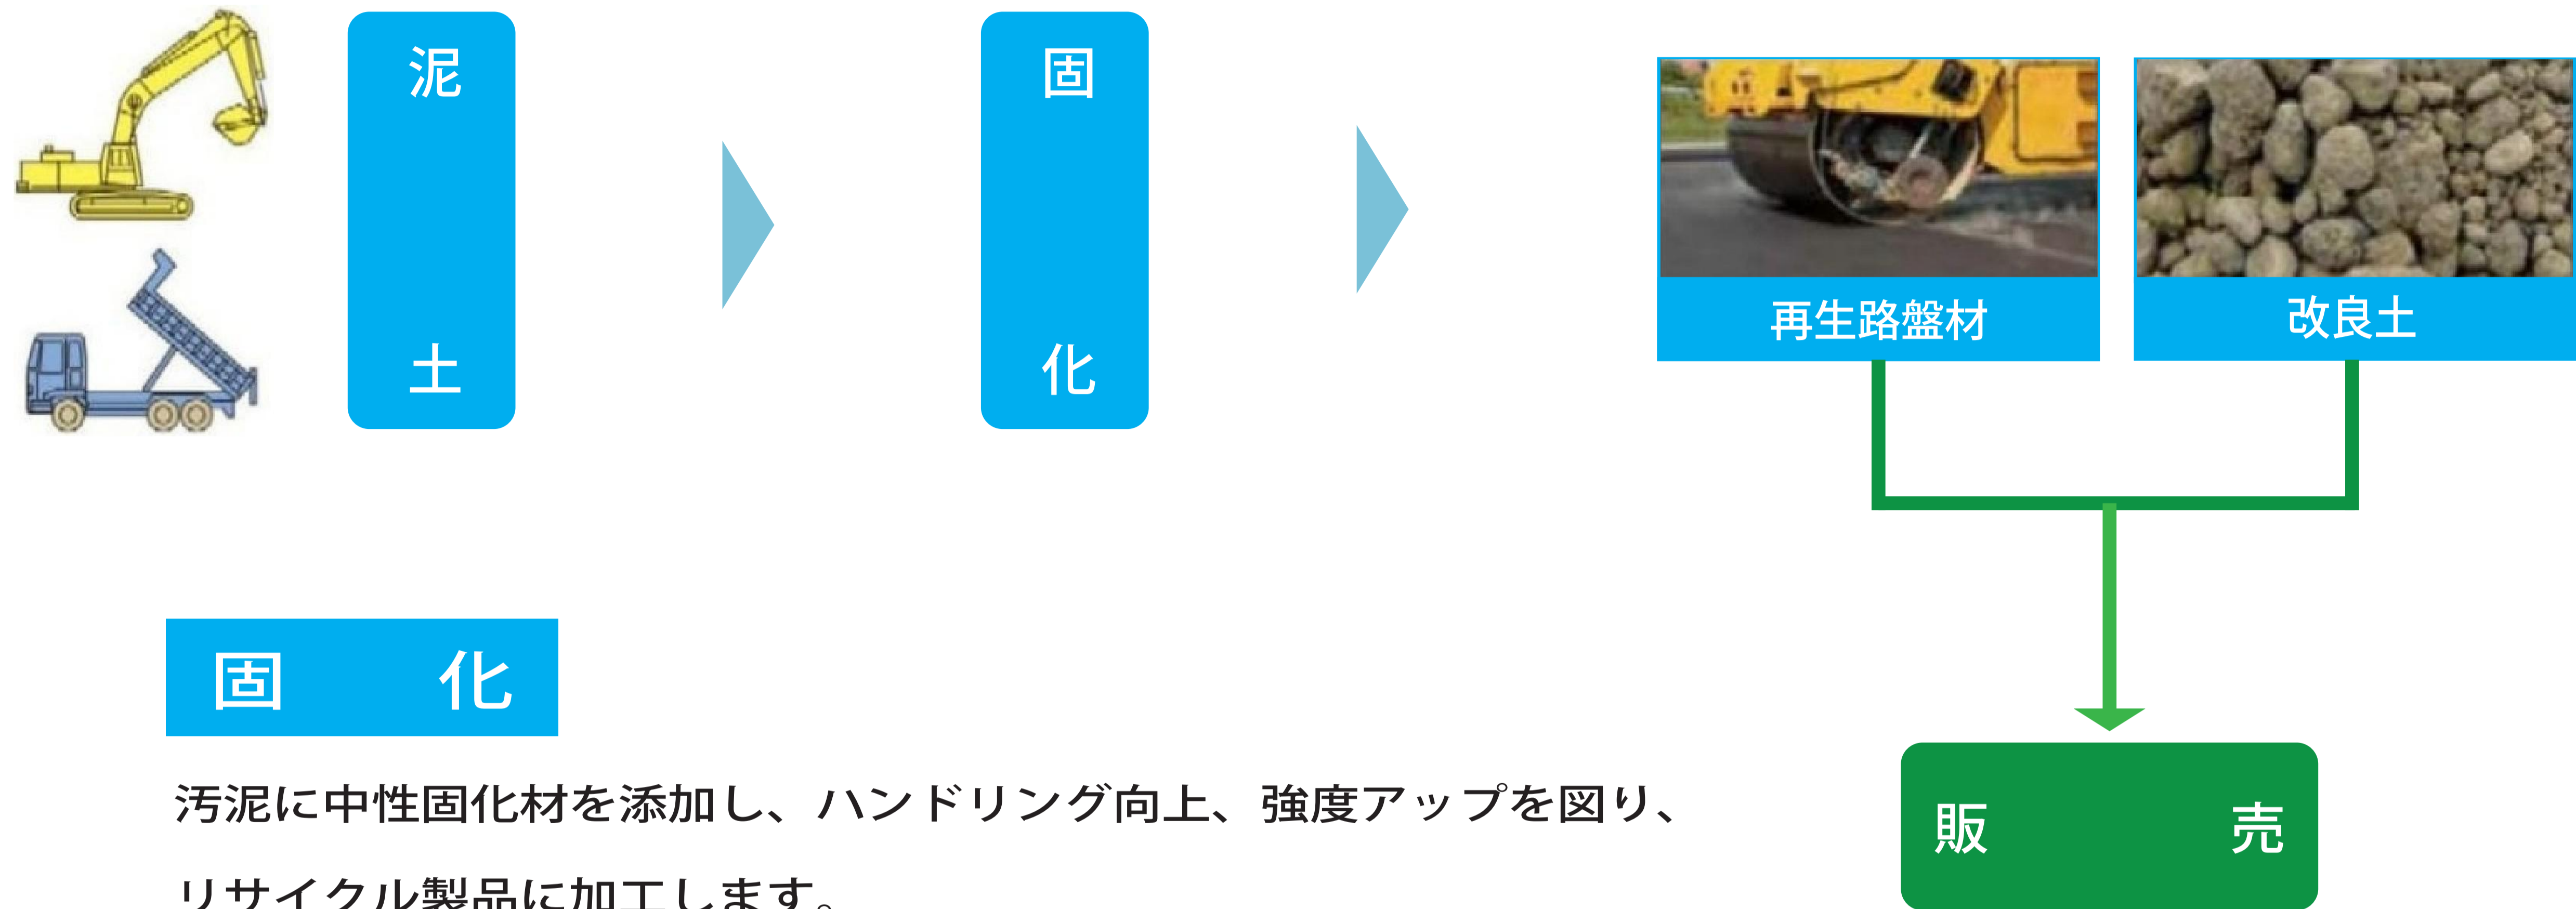 泥土
固化
再生路盤材
改良土
固化
汚泥に中性固化材を添加し、ハンドリング向上、強度アップを図り、
リサイクル製品に加工します。
販売